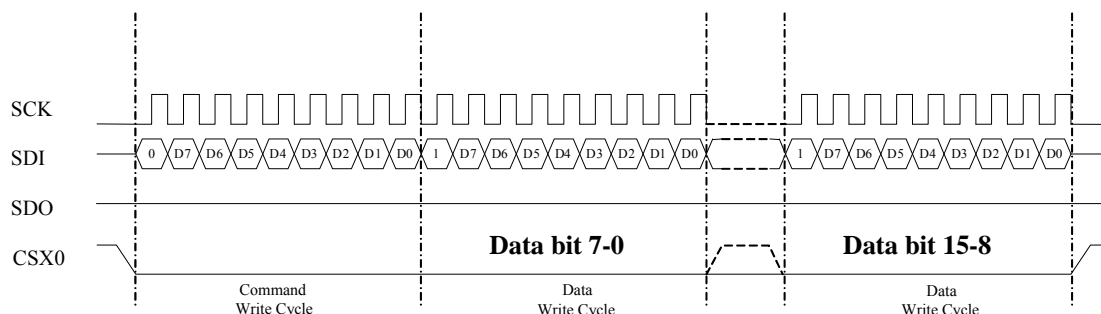 SCK
SDI 0 D7 D6 D5 D4 D3 D2 D1 D0 1 D7 D6 D5 D4 D3 D2 D1 D0 1 D7 D6 D5 D4 D3 D2 D1 D0
SDO
CSX0 Data bit 7-0 Data bit 15-8
Command Data Data
Write Cycle Write Cycle Write Cycle